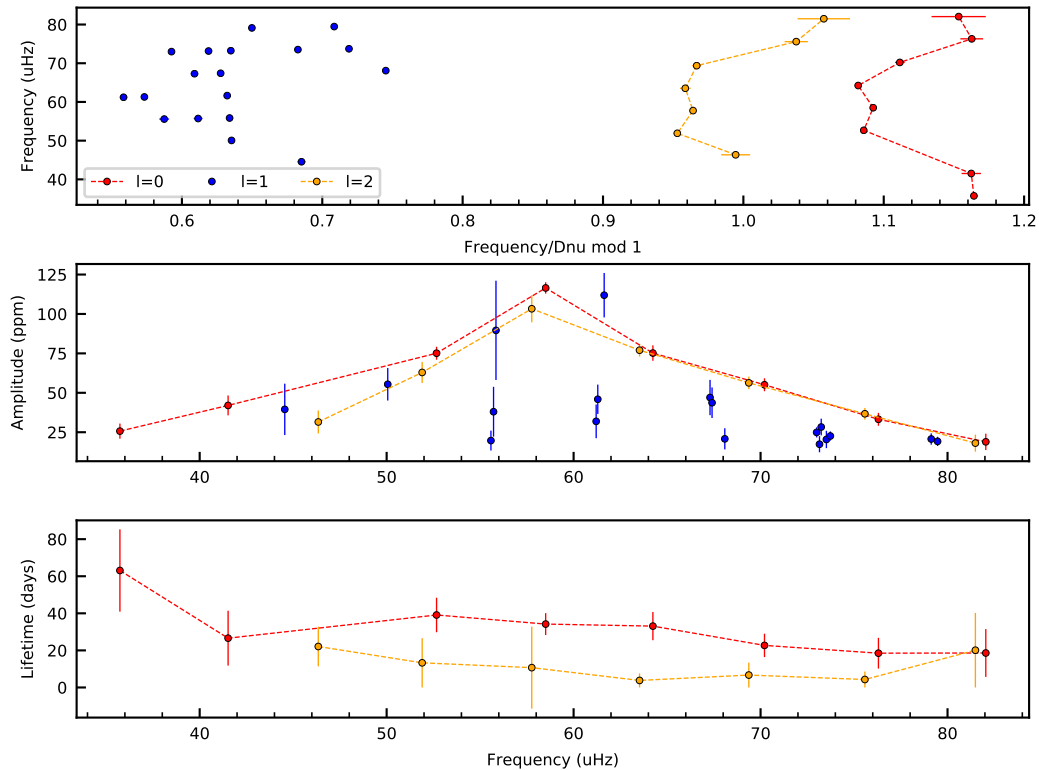 80
70
60
50
40
Frequency (uHz)
l=0 l=1 l=2
0.6 0.7 0.8 0.9 1.0 1.1 1.2
Frequency/Dnu mod 1
125
100
75
50
25
Amplitude (ppm)
40 50 60 70 80
80
60
40
20
0
Lifetime (days)
40 50 60 70 80
Frequency (uHz)